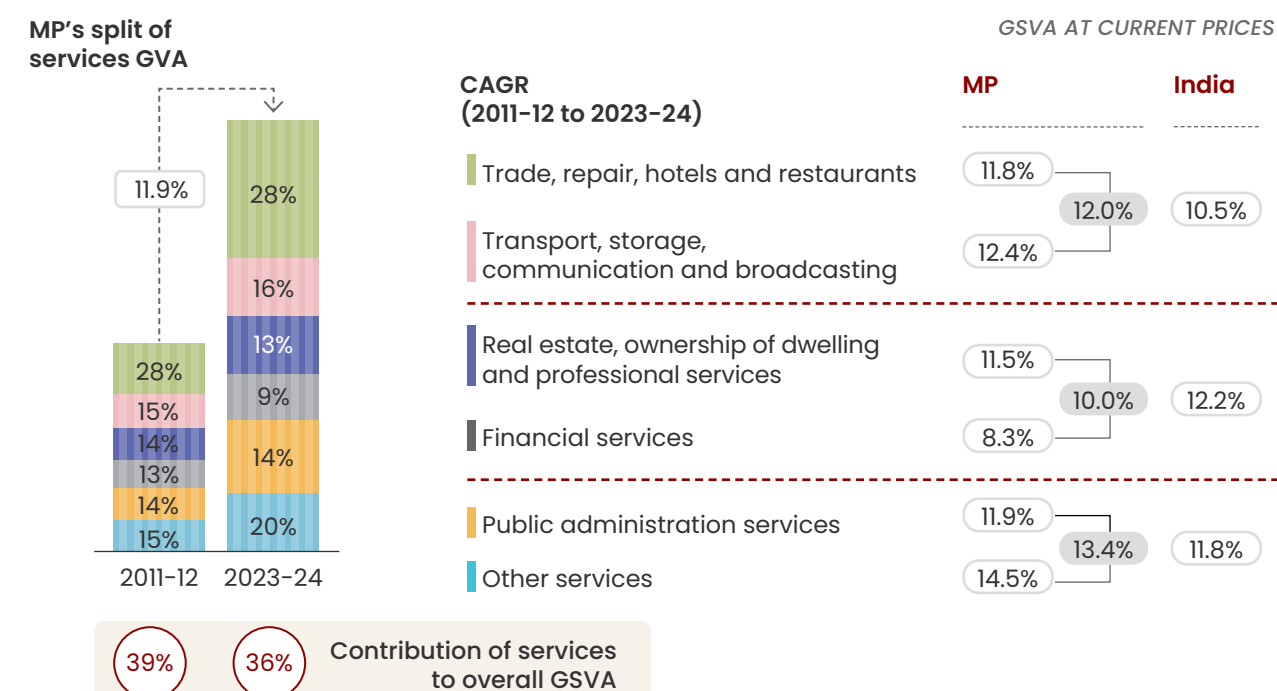 MP's split of
services GVA
GSVA AT CURRENT PRICES
11.9%
28%
16%
13%
9%
14%
20%
28%
15%
14%
13%
14%
15%
2011-12 2023-24
39% 36% Contribution of services
to overall GSVA
CAGR
(2011-12 to 2023-24)
MP India
Trade, repair, hotels and restaurants
11.8%
12.0% 10.5%
Transport, storage,
communication and broadcasting
12.4%
Real estate, ownership of dwelling
and professional services
11.5%
10.0% 12.2%
Financial services
8.3%
Public administration services
11.9%
13.4% 11.8%
Other services
14.5%